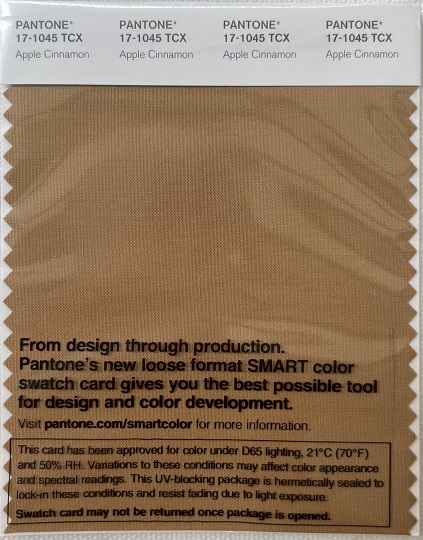 PANTONE® PANTONE® PANTONE® PANTONE®
17-1045 TCX 17-1045 TCX 17-1045 TCX 17-1045 TCX
Apple Cinnamon Apple Cinnamon Apple Cinnamon Apple Cinnamon
From design through production.
Pantone's new loose format SMART color
swatch card gives you the best possible tool
for design and color development.
Visit pantone.com/smartcolor for more information.
This card has been approved for color under D65 lighting, 21°C (70°F)
and 50% RH. Variations to these conditions may affect color appearance
and spectral readings. This UV-blocking package is hermetically sealed to
lock-in these conditions and resist fading due to light exposure.
Swatch card may not be returned once package is opened.